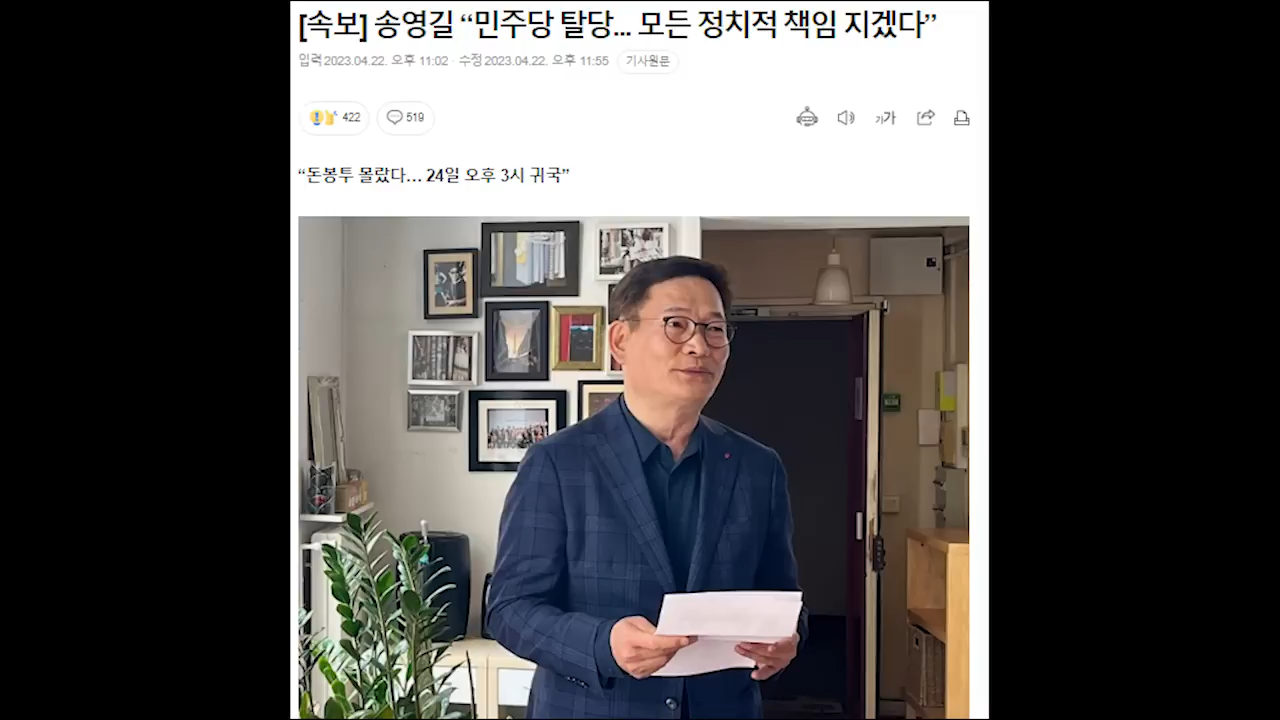 [속보] 송영길 “민주당 탈당... 모든 정치적 책임 지겠다”
입력 2023.04.22. 오후 11:02 · 수정 2023.04.22. 오후 11:55 기사원문
422 519 가가
“돈봉투 몰랐다... 24일 오후 3시 귀국”